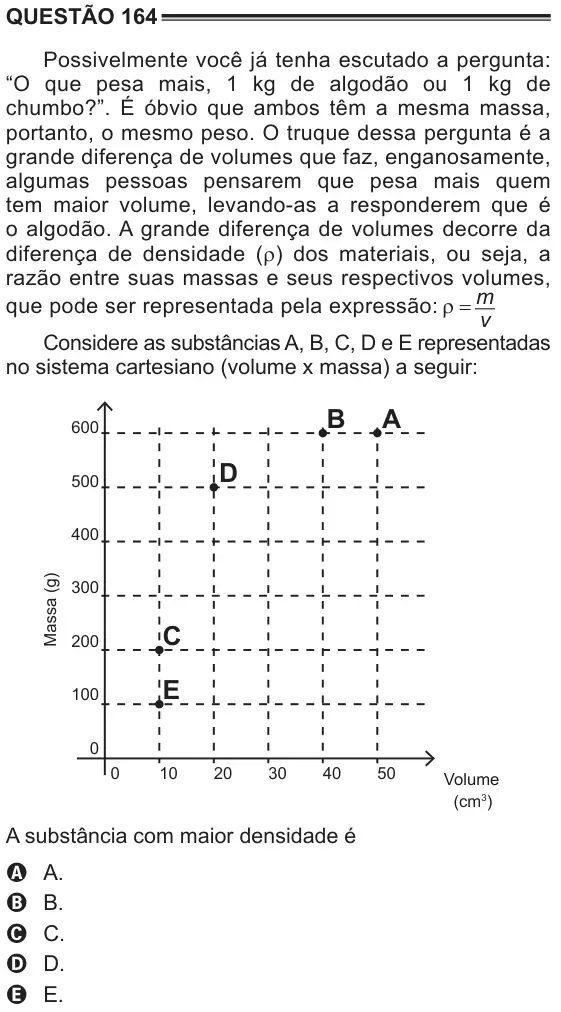 QUESTÃO 164
Possivelmente você já tenha escutado a pergunta:
“O que pesa mais, 1 kg de algodão ou 1 kg de
chumbo?”. É óbvio que ambos têm a mesma massa,
portanto, o mesmo peso. O truque dessa pergunta é a
grande diferença de volumes que faz, enganosamente,
algumas pessoas pensarem que pesa mais quem
tem maior volume, levando-as a responderem que é
o algodão. A grande diferença de volumes decorre da
diferença de densidade (ρ) dos materiais, ou seja, a
razão entre suas massas e seus respectivos volumes,
que pode ser representada pela expressão: ρ = m/v
Considere as substâncias A, B, C, D e E representadas
no sistema cartesiano (volume x massa) a seguir:
B A
600
D
500
400
300
Massa (g)
C
200
E
100
0
0 10 20 30 40 50
Volume
(cm³)
A substância com maior densidade é
A A.
B B.
C C.
D D.
E E.